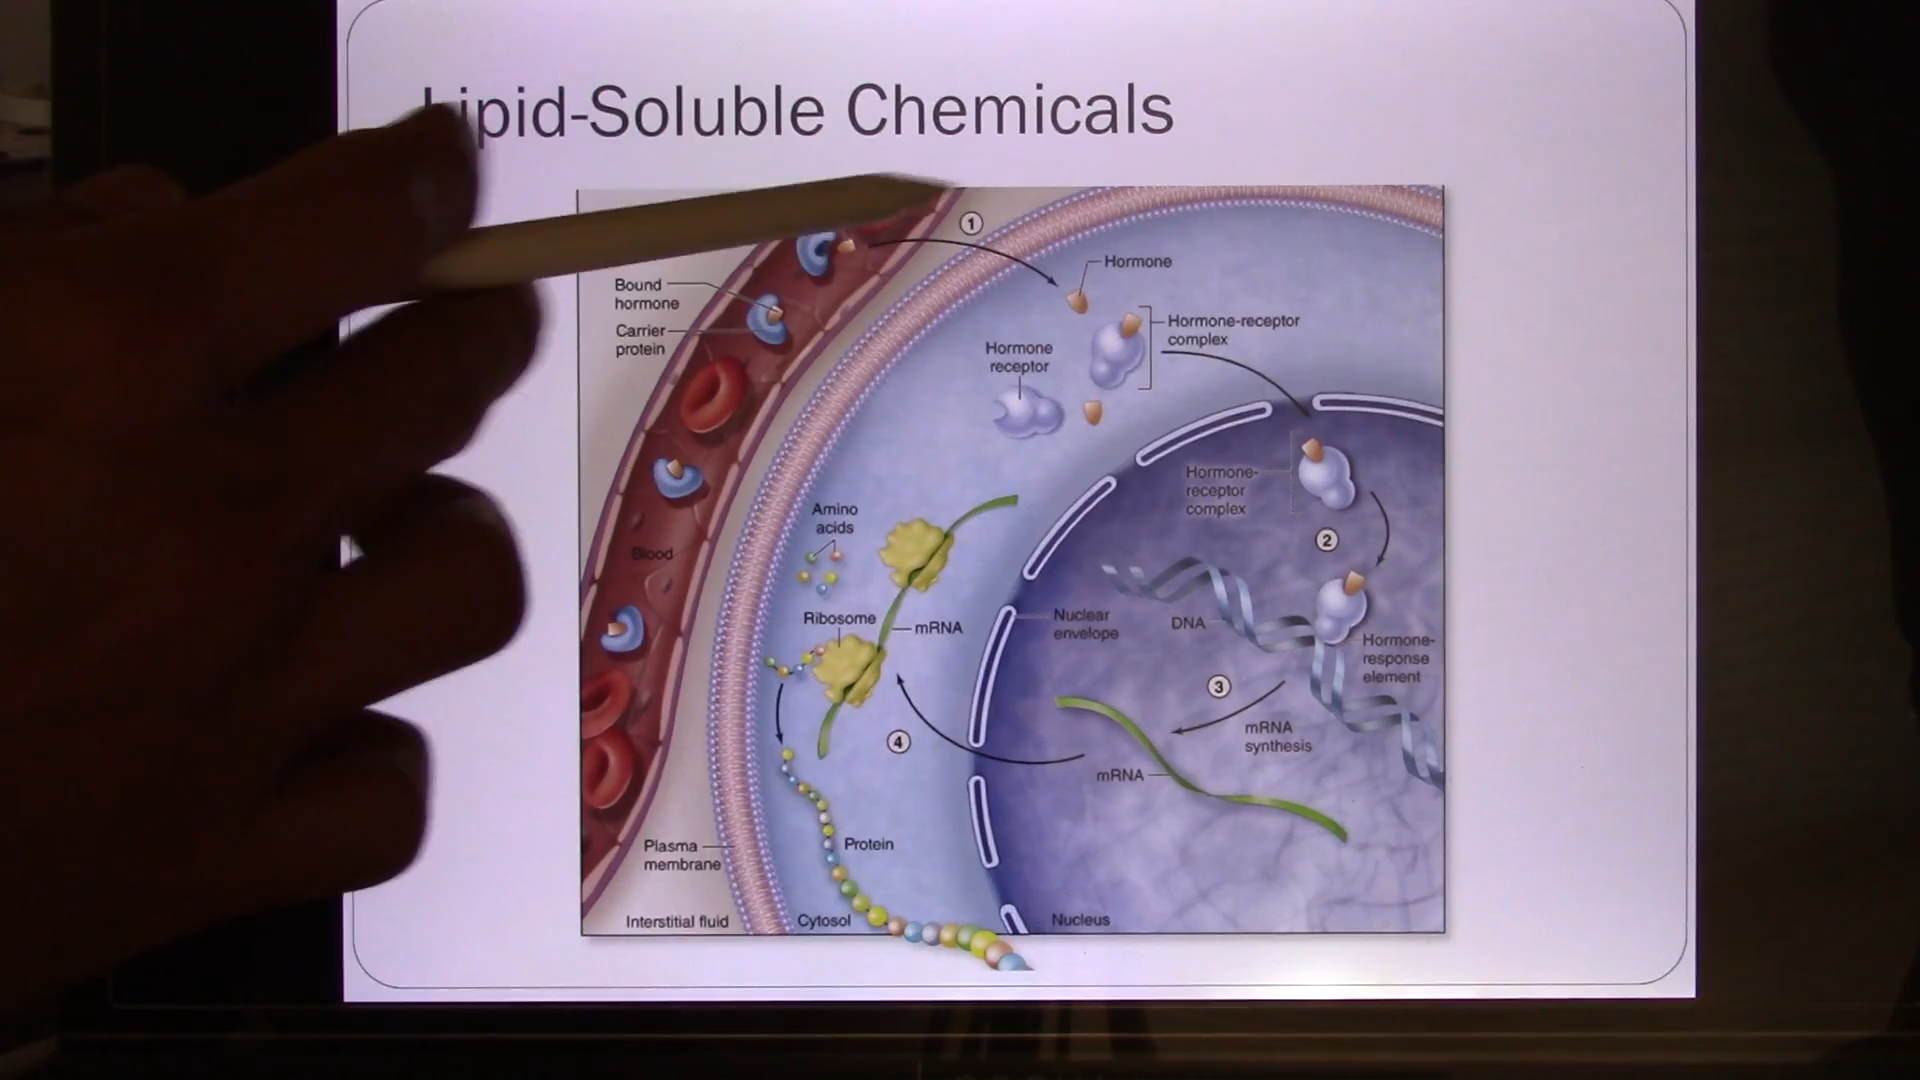 Lipid-Soluble Chemicals
1
Hormone
Bound
hormone
Carrier
protein
Hormone-receptor
complex
Hormone
receptor
Hormone-
receptor
complex
Amino
acids
2
Blood
Ribosome
mRNA
Nuclear
envelope
DNA
Hormone-
response
element
3
mRNA
synthesis
4
mRNA
Protein
Plasma
membrane
Interstitial fluid
Cytosol
Nucleus